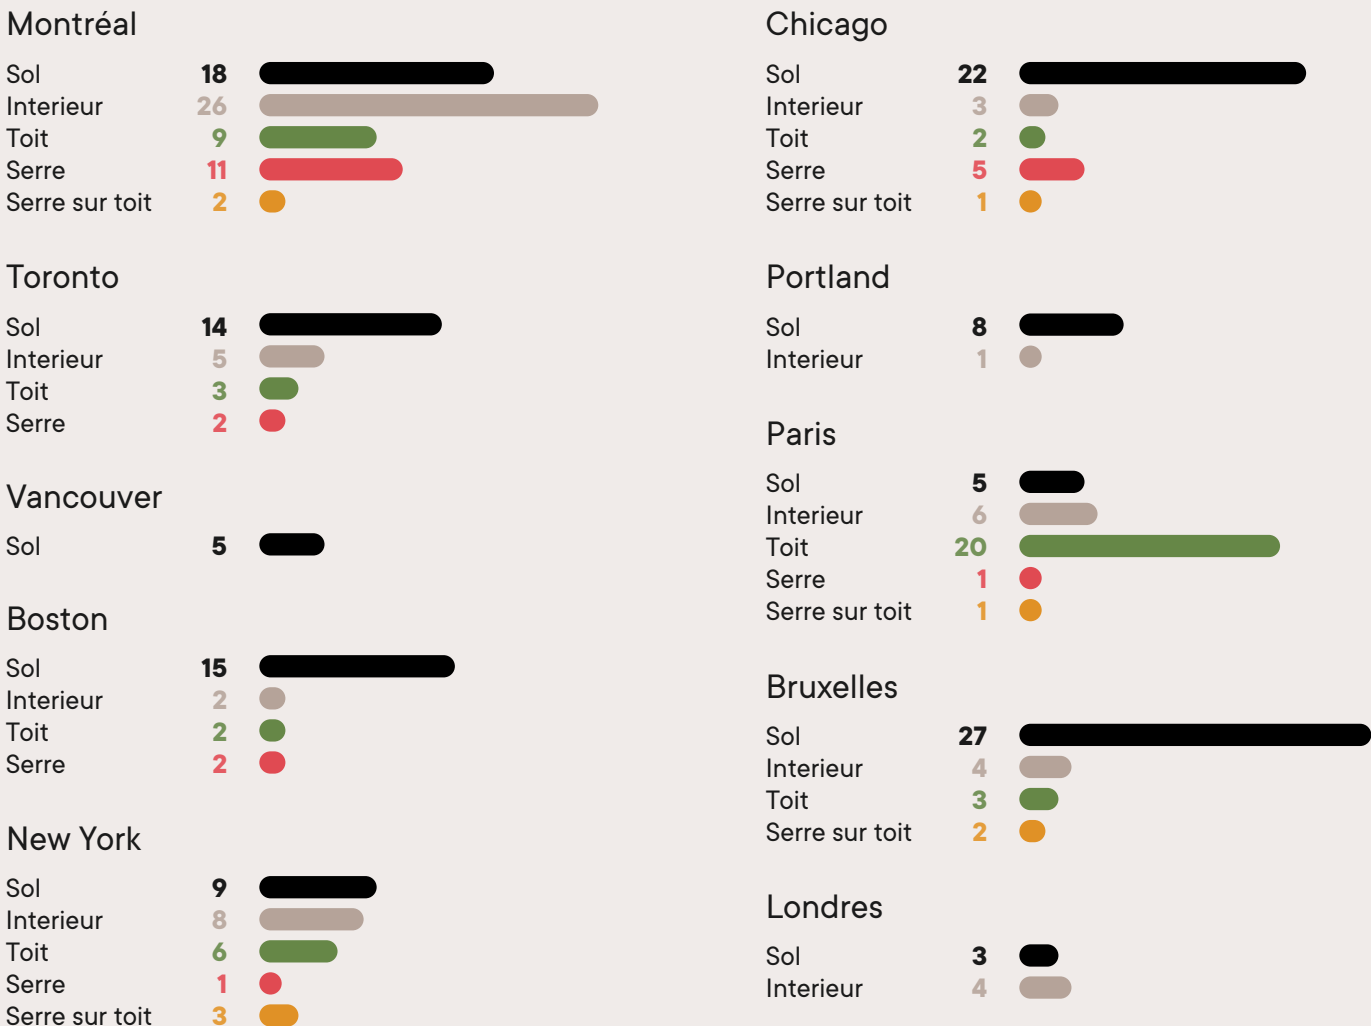 Montréal
Sol 18
Interieur 26
Toit 9
Serre 11
Serre sur toit 2
Toronto
Sol 14
Interieur 5
Toit 3
Serre 2
Vancouver
Sol 5
Boston
Sol 15
Interieur 2
Toit 2
Serre 2
New York
Sol 9
Interieur 8
Toit 6
Serre 1
Serre sur toit 3
Chicago
Sol 22
Interieur 3
Toit 2
Serre 5
Serre sur toit 1
Portland
Sol 8
Interieur 1
Paris
Sol 5
Interieur 6
Toit 20
Serre 1
Serre sur toit 1
Bruxelles
Sol 27
Interieur 4
Toit 3
Serre sur toit 2
Londres
Sol 3
Interieur 4